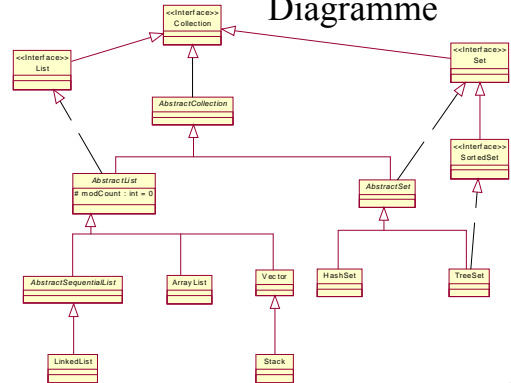 Diagramme
<<Interface>>
Collection
<<Interface>>
List
<<Interface>>
Set
AbstractCollection
<<Interface>>
SortedSet
AbstractList
# modCount : int = 0
AbstractSet
AbstractSequentialList
ArrayList
Vector
HashSet
TreeSet
LinkedList
Stack